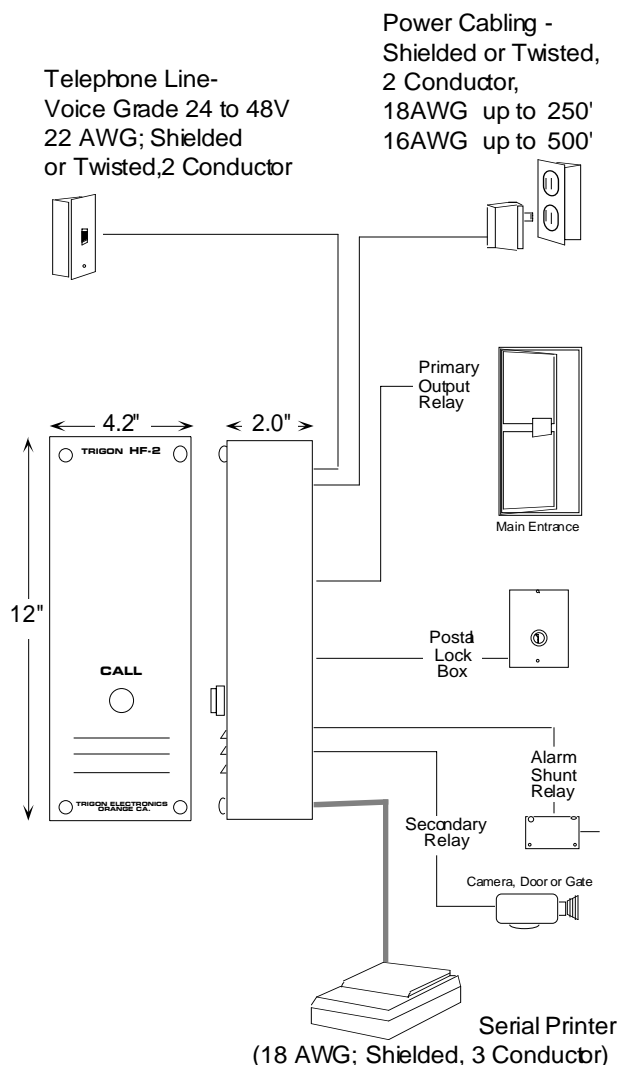 Power Cabling -
Shielded or Twisted,
2 Conductor,
18AWG up to 250'
16AWG up to 500'
Telephone Line-
Voice Grade 24 to 48V
22 AWG; Shielded
or Twisted,2 Conductor
Primary
Output
Relay
Main Entrance
4.2"
2.0"
TRIGON HF-2
12"
CALL
TRIGON ELECTRONICS
ORANGE CA.
Postal
Lock
Box
Alarm
Shunt
Relay
Secondary
Relay
Camera, Door or Gate
Serial Printer
(18 AWG; Shielded, 3 Conductor)